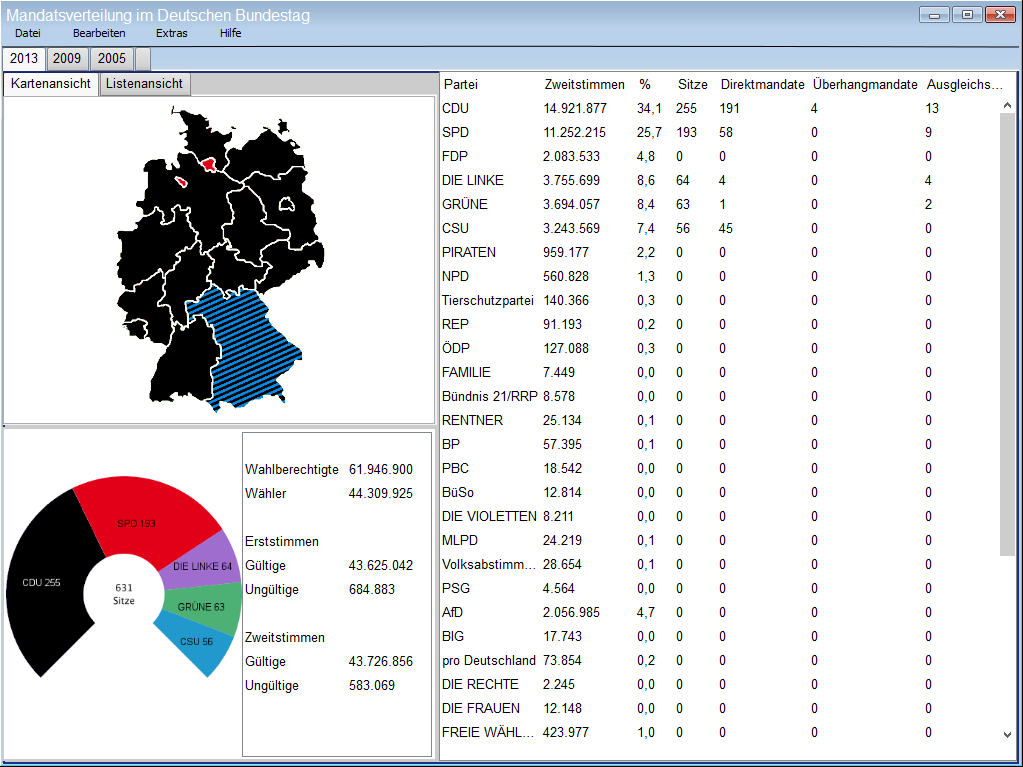 Mandatsverteilung im Deutschen Bundestag
Datei Bearbeiten Extras Hilfe
2013 2009 2005
Kartenansicht Listenansicht
CDU 255
SPD 193
DIE LINKE 64
GRÜNE 63
CSU 56
631
Sitze
Wahlberechtigte 61.946.900
Wähler 44.309.925
Erststimmen
Gültige 43.625.042
Ungültige 684.883
Zweitstimmen
Gültige 43.726.856
Ungültige 583.069
Partei Zweitstimmen % Sitze Direktmandate Überhangmandate Ausgleichs...
CDU 14.921.877 34,1 255 191 4 13
SPD 11.252.215 25,7 193 58 0 9
FDP 2.083.533 4,8 0 0 0 0
DIE LINKE 3.755.699 8,6 64 4 0 4
GRÜNE 3.694.057 8,4 63 1 0 2
CSU 3.243.569 7,4 56 45 0 0
PIRATEN 959.177 2,2 0 0 0 0
NPD 560.828 1,3 0 0 0 0
Tierschutzpartei 140.366 0,3 0 0 0 0
REP 91.193 0,2 0 0 0 0
ÖDP 127.088 0,3 0 0 0 0
FAMILIE 7.449 0,0 0 0 0 0
Bündnis 21/RRP 8.578 0,0 0 0 0 0
RENTNER 25.134 0,1 0 0 0 0
BP 57.395 0,1 0 0 0 0
PBC 18.542 0,0 0 0 0 0
BüSo 12.814 0,0 0 0 0 0
DIE VIOLETTEN 8.211 0,0 0 0 0 0
MLPD 24.219 0,1 0 0 0 0
Volksabstimm... 28.654 0,1 0 0 0 0
PSG 4.564 0,0 0 0 0 0
AfD 2.056.985 4,7 0 0 0 0
BIG 17.743 0,0 0 0 0 0
pro Deutschland 73.854 0,2 0 0 0 0
DIE RECHTE 2.245 0,0 0 0 0 0
DIE FRAUEN 12.148 0,0 0 0 0 0
FREIE WÄHL... 423.977 1,0 0 0 0 0